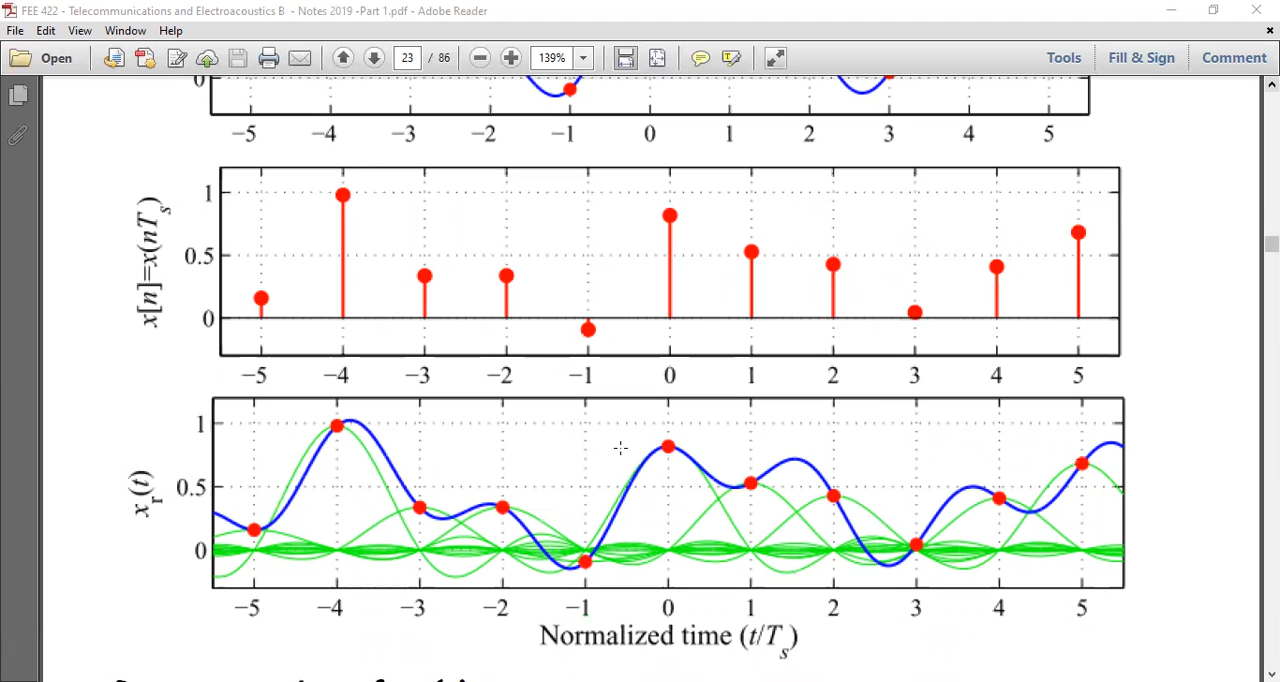 FEE 422 - Telecommunications and Electroacoustics B - Notes 2019 -Part 1.pdf - Adobe Reader
File Edit View Window Help
Open 23 / 86 139% Tools Fill & Sign Comment
0
−5 −4 −3 −2 −1 0 1 2 3 4 5
x[n]=x(nTs)
1
0.5
0
−5 −4 −3 −2 −1 0 1 2 3 4 5
xr(t)
1
0.5
0
−5 −4 −3 −2 −1 0 1 2 3 4 5
Normalized time (t/Ts)